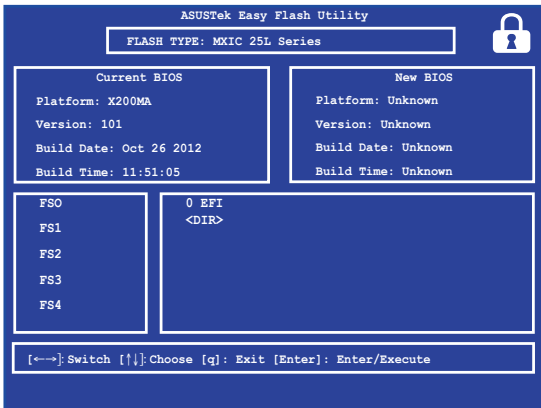 ASUSTek Easy Flash Utility
FLASH TYPE: MXIC 25L Series
Current BIOS
Platform: X200MA
Version: 101
Build Date: Oct 26 2012
Build Time: 11:51:05
New BIOS
Platform: Unknown
Version: Unknown
Build Date: Unknown
Build Time: Unknown
FSO
FS1
FS2
FS3
FS4
0 EFI
<DIR>
[←→]: Switch [↑↓]: Choose [q]: Exit [Enter]: Enter/Execute